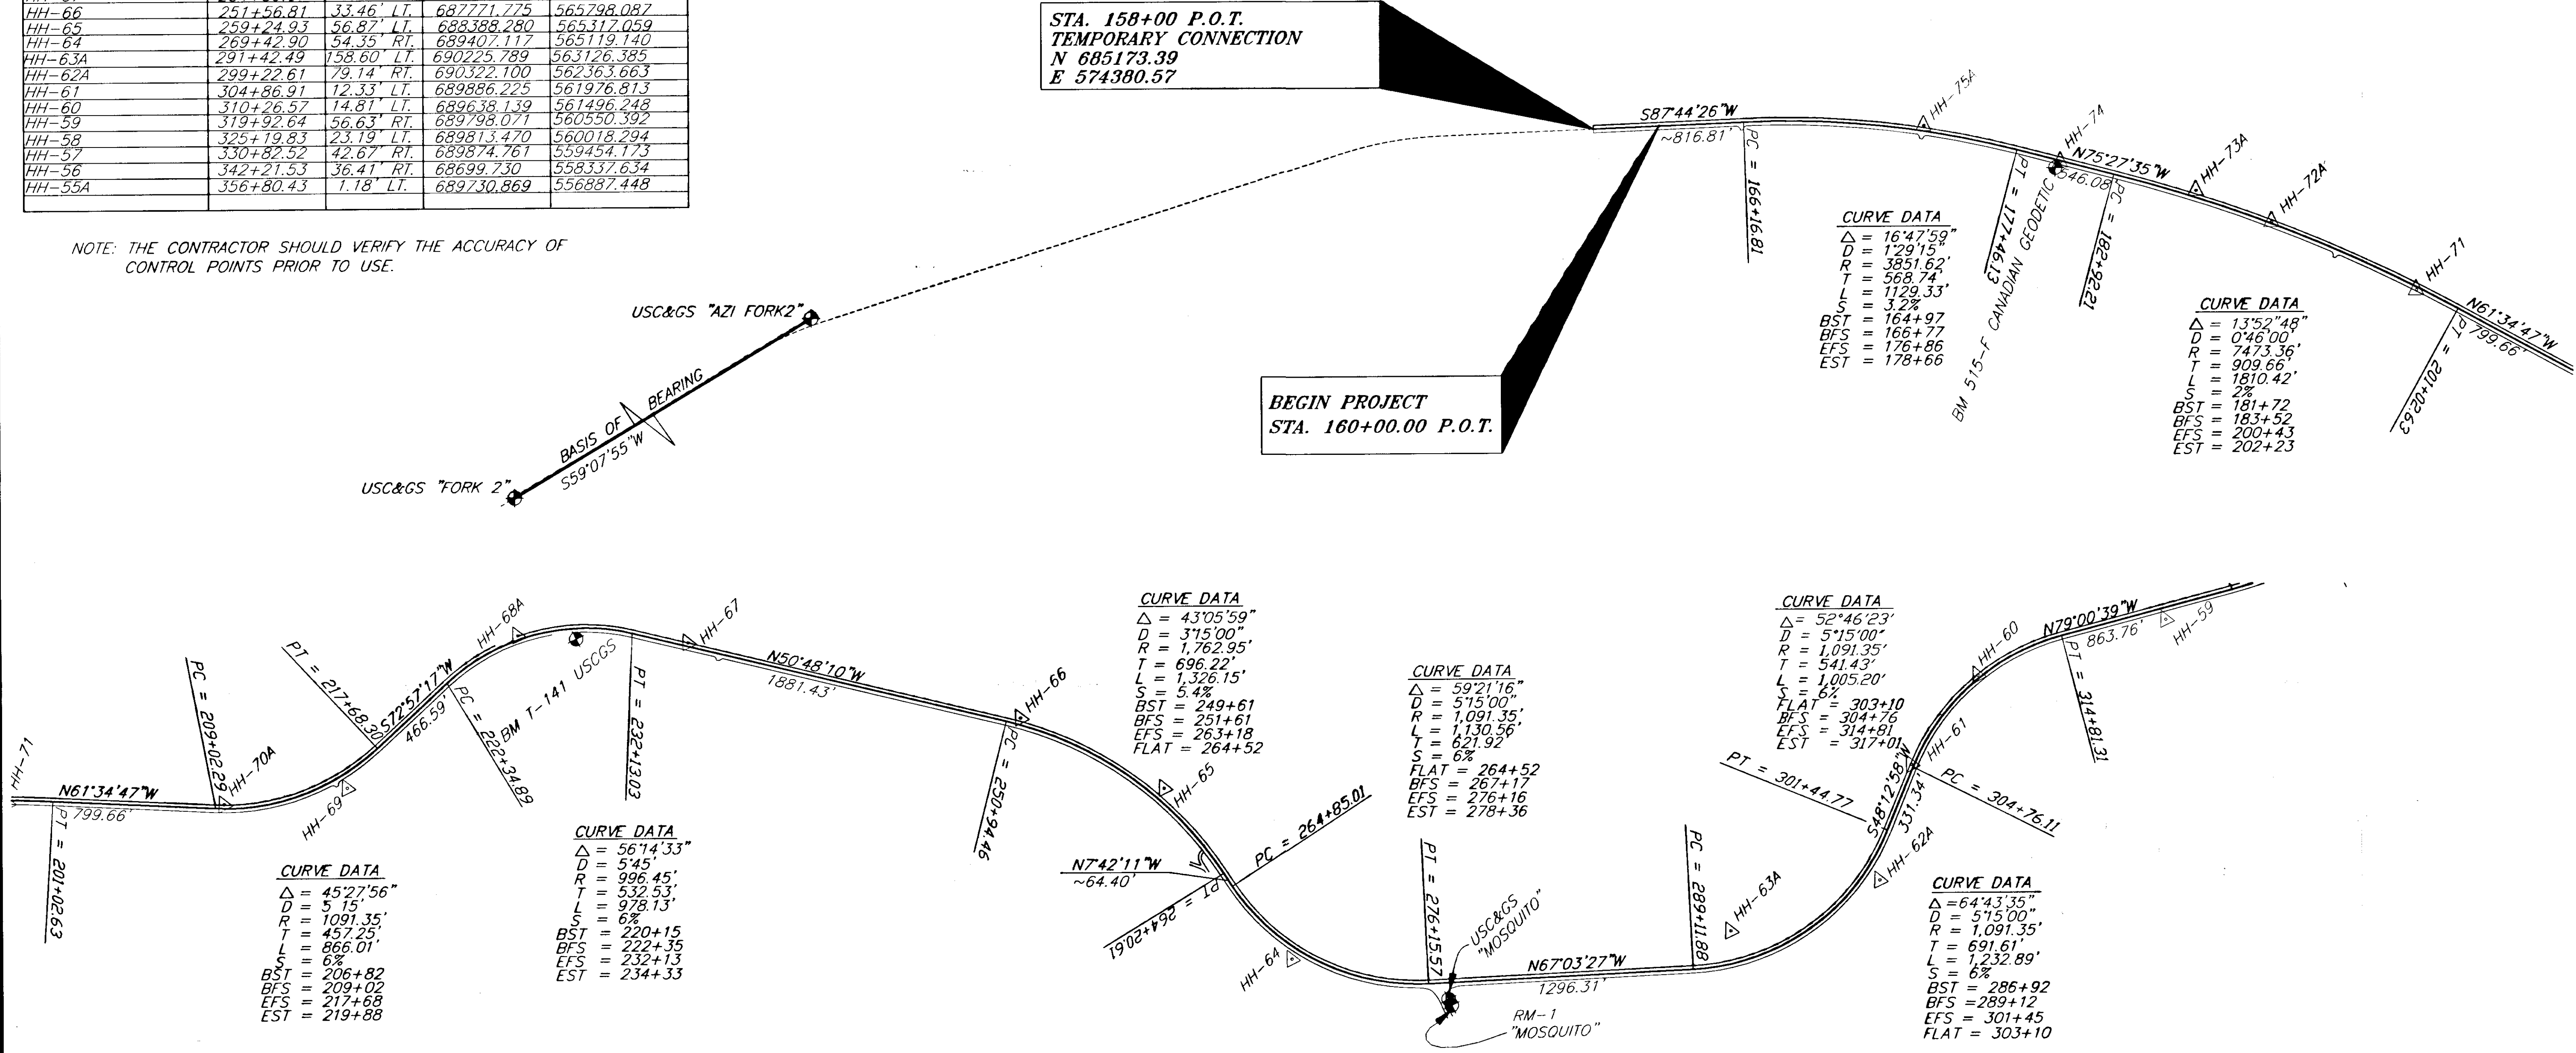 HH-66 251+56.81 33.46' LT. 687771.775 565798.087
HH-65 259+24.93 56.87' LT. 688388.280 565317.059
HH-64 269+42.90 54.35' RT. 689407.117 565119.140
HH-63A 291+42.49 158.60' LT. 690225.789 563126.385
HH-62A 299+22.61 79.14' RT. 690322.100 562363.663
HH-61 304+86.91 12.33' LT. 689886.225 561976.813
HH-60 310+26.57 14.81' LT. 689638.139 561496.248
HH-59 319+92.64 56.63' RT. 689798.071 560550.392
HH-58 325+19.83 23.19' LT. 689813.470 560018.294
HH-57 330+82.52 42.67' RT. 689874.761 559454.173
HH-56 342+21.53 36.41' RT. 68699.730 558337.634
HH-55A 356+80.43 1.18' LT. 689730.869 556887.448
NOTE: THE CONTRACTOR SHOULD VERIFY THE ACCURACY OF
CONTROL POINTS PRIOR TO USE.
STA. 158+00 P.O.T.
TEMPORARY CONNECTION
N 685173.39
E 574380.57
BEGIN PROJECT
STA. 160+00.00 P.O.T.
USC&GS "AZI FORK2"
BASIS OF BEARING
S59°07'55"W
USC&GS "FORK 2"
S87°44'26"W
~816.81'
PC = 166+16.81
HH-75A
PT = 177+46.13
HH-74
BM 515-F CANADIAN GEODETIC
N75°27'35"W
546.08'
PC = 182+92.21
HH-73A
HH-72A
HH-71
N61°34'47"W
799.66'
PT = 201+02.63
CURVE DATA
△ = 16°47'59"
D = 1°29'15"
R = 3851.62'
T = 568.74'
L = 1129.33'
S = 3.2%
BST = 164+97
BFS = 166+77
EFS = 176+86
EST = 178+66
CURVE DATA
△ = 13°52"48"
D = 0°46'00'
R = 7473.36'
T = 909.66'
L = 1810.42'
S = 2%
BST = 181+72
BFS = 183+52
EFS = 200+43
EST = 202+23
HH-71
N61°34'47"W
799.66'
PT = 201+02.63
PC = 209+02.29
HH-70A
HH-69
PT = 217+68.30
S72°57'17"W
466.59'
PC = 222+34.89
HH-68A
BM T-141 USCGS
PT = 232+13.03
HH-67
N50°48'10"W
1881.43'
HH-66
PC = 250+94.46
HH-65
N7°42'11"W
~64.40'
PT = 264+20.61
PC = 264+85.01
HH-64
PT = 276+15.57
USC&GS
"MOSQUITO"
RM-1
"MOSQUITO"
N67°03'27"W
1296.31'
PC = 289+11.88
HH-63A
HH-62A
PT = 301+44.77
S48°12'58"W
331.34'
PC = 304+76.11
HH-61
HH-60
PT = 314+81.31
N79°00'39"W
863.76'
HH-59
CURVE DATA
△ = 45°27'56"
D = 5 15'
R = 1091.35'
T = 457.25'
L = 866.01'
S = 6%
BST = 206+82
BFS = 209+02
EFS = 217+68
EST = 219+88
CURVE DATA
△ = 56°14'33"
D = 5°45'
R = 996.45'
T = 532.53'
L = 978.13'
S = 6%
BST = 220+15
BFS = 222+35
EFS = 232+13
EST = 234+33
CURVE DATA
△ = 43°05'59"
D = 3°15'00"
R = 1,762.95'
T = 696.22'
L = 1,326.15'
S = 5.4%
BST = 249+61
BFS = 251+61
EFS = 263+18
FLAT = 264+52
CURVE DATA
△ = 59°21'16"
D = 5°15'00"
R = 1,091.35'
L = 1,130.56'
T = 621.92'
S = 6%
FLAT = 264+52
BFS = 267+17
EFS = 276+16
EST = 278+36
CURVE DATA
△= 52°46'23'
D = 5°15'00"
R = 1,091.35'
T = 541.43'
L = 1,005.20'
S = 6%
FLAT = 303+10
BFS = 304+76
EFS = 314+81
EST = 317+01
CURVE DATA
△=64°43'35"
D = 5°15'00"
R = 1,091.35'
T = 691.61'
L = 1,232.89'
S = 6%
BST = 286+92
BFS =289+12
EFS = 301+45
FLAT = 303+10